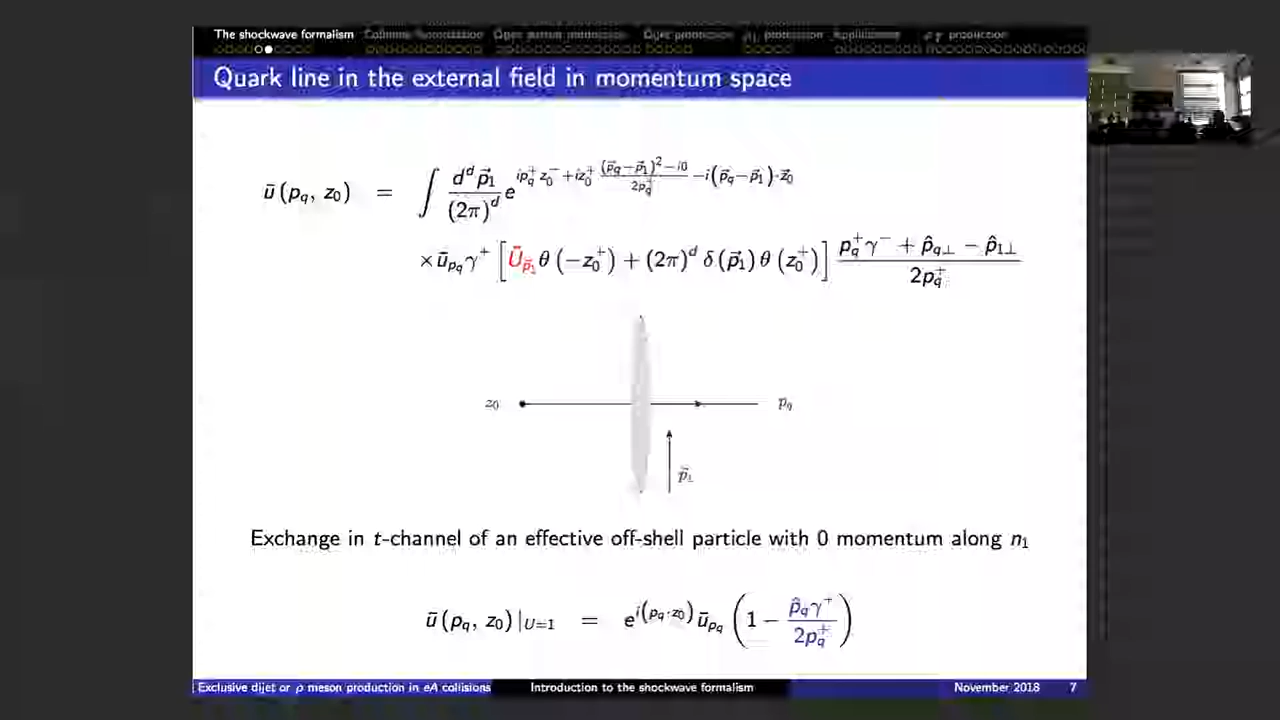 The shockwave formalism
Quark line in the external field in momentum space
ū (p_q, z_0) = ∫ d^d p⃗_1 / (2π)^d e^{ip_q^+ z_0^- + iz_0^+ ((p⃗_q − p⃗_1)^2 − i0) / (2p_q^+) − i(p⃗_q − p⃗_1)·z⃗_0}
× ū_{p_q} γ^+ [Ũ_{p⃗_1} θ (−z_0^+) + (2π)^d δ (p⃗_1) θ (z_0^+)] (p_q^+ γ^- + p̂_{q⊥} − p̂_{1⊥}) / (2p_q^+)
z_0 p_q
p⃗_1
Exchange in t-channel of an effective off-shell particle with 0 momentum along n_1
ū (p_q, z_0) |_{U=1} = e^{i(p_q·z_0)} ū_{p_q} (1 − p̂_q γ^+ / 2p_q^+)
Exclusive dijet or ρ meson production in eA collisions Introduction to the shockwave formalism November 2018 7